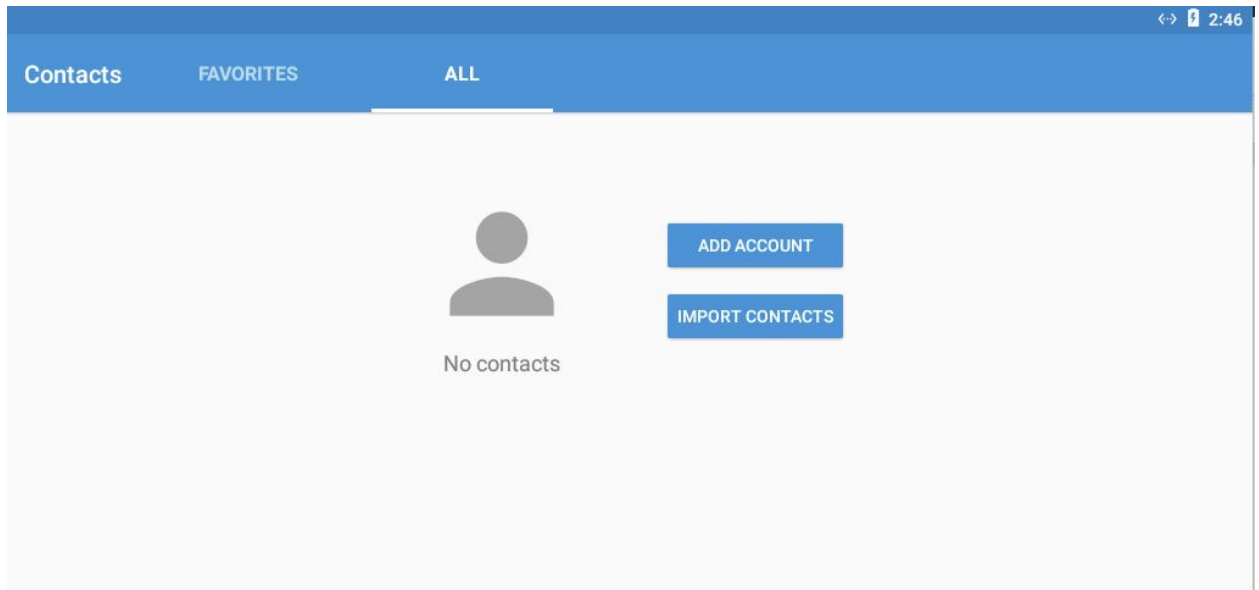 2:46
Contacts FAVORITES ALL
ADD ACCOUNT
IMPORT CONTACTS
No contacts